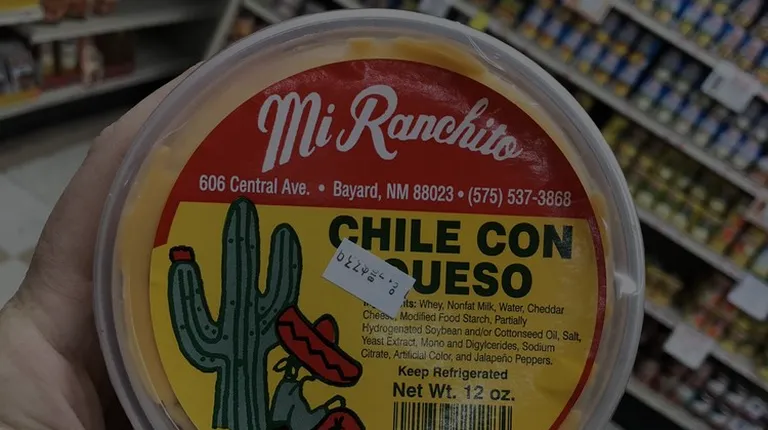 Mi Ranchito
606 Central Ave. • Bayard, NM 88023 • (575) 537-3868
CHILE CON
QUESO
Whey, Nonfat Milk, Water, Cheddar
Cheese, Modified Food Starch, Partially
Hydrogenated Soybean and/or Cottonseed Oil, Salt,
Yeast Extract, Mono and Diglycerides, Sodium
Citrate, Artificial Color, and Jalapeño Peppers.
Keep Refrigerated
Net Wt. 12 oz.